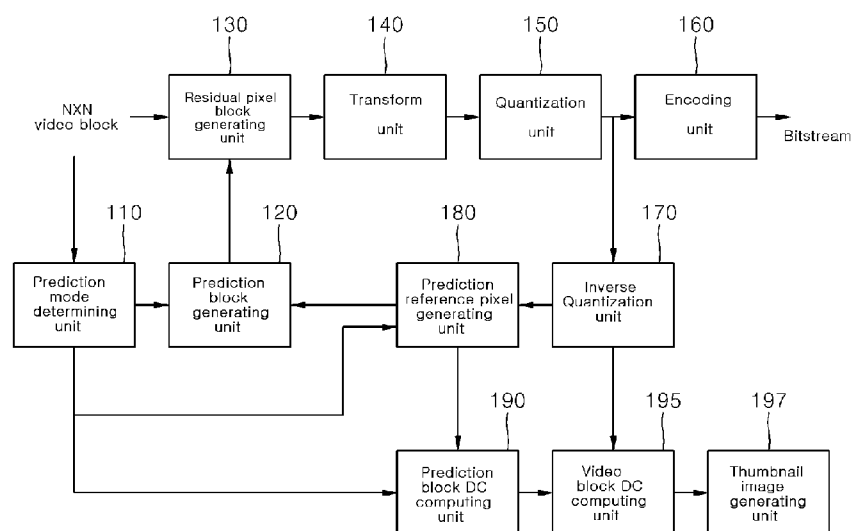 130
140
150
160
NXN
video block
Residual pixel
block
generating
unit
Transform
unit
Quantization
unit
Encoding
unit
Bitstream
110
120
180
170
Prediction
mode
determining
unit
Prediction
block
generating
unit
Prediction
reference pixel
generating
unit
Inverse
Quantization
unit
190
195
197
Prediction
block DC
computing
unit
Video
block DC
computing
unit
Thumbnail
image
generating
unit